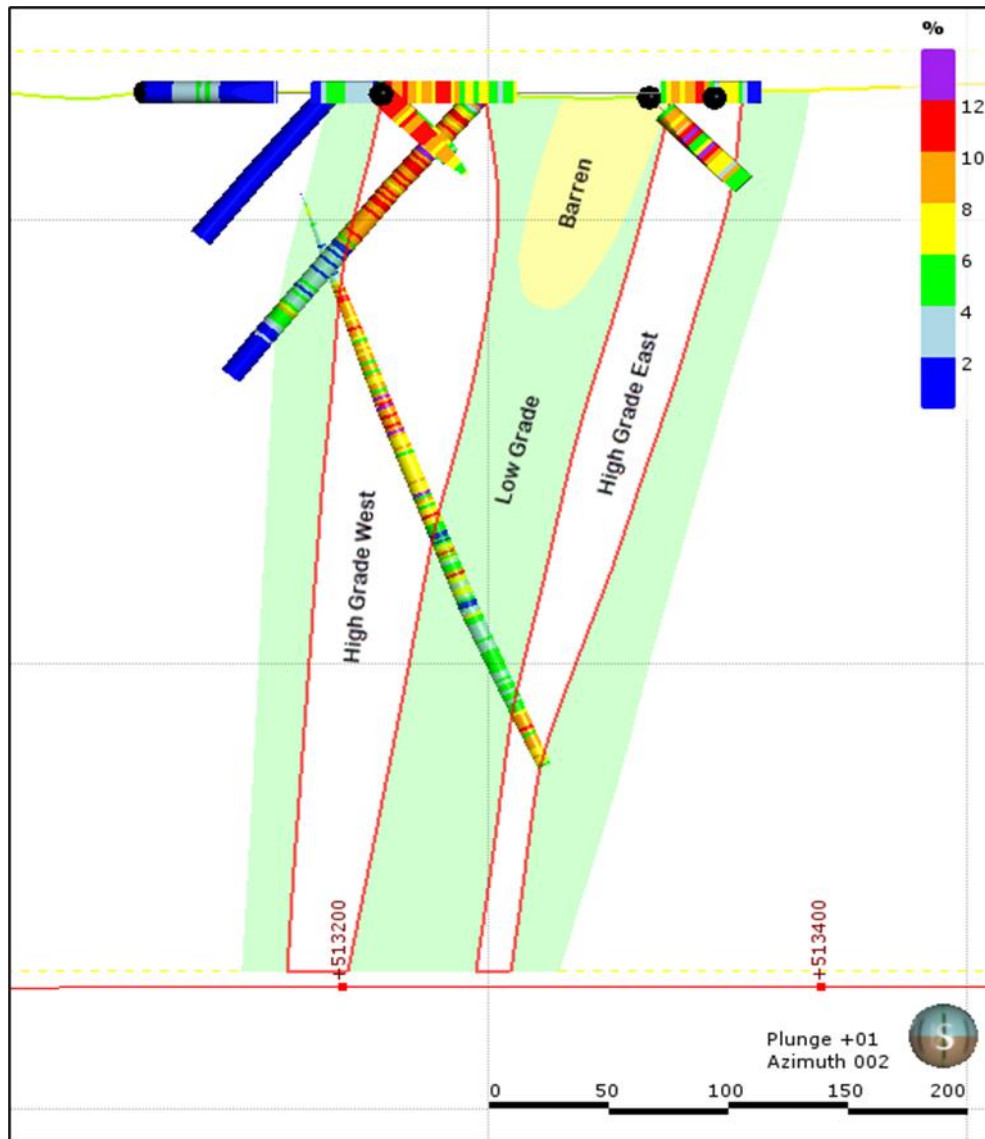 %
12
10
8
6
4
2
Barren
Low Grade
High Grade East
High Grade West
+513200
+513400
Plunge +01
Azimuth 002
S
0 50 100 150 200